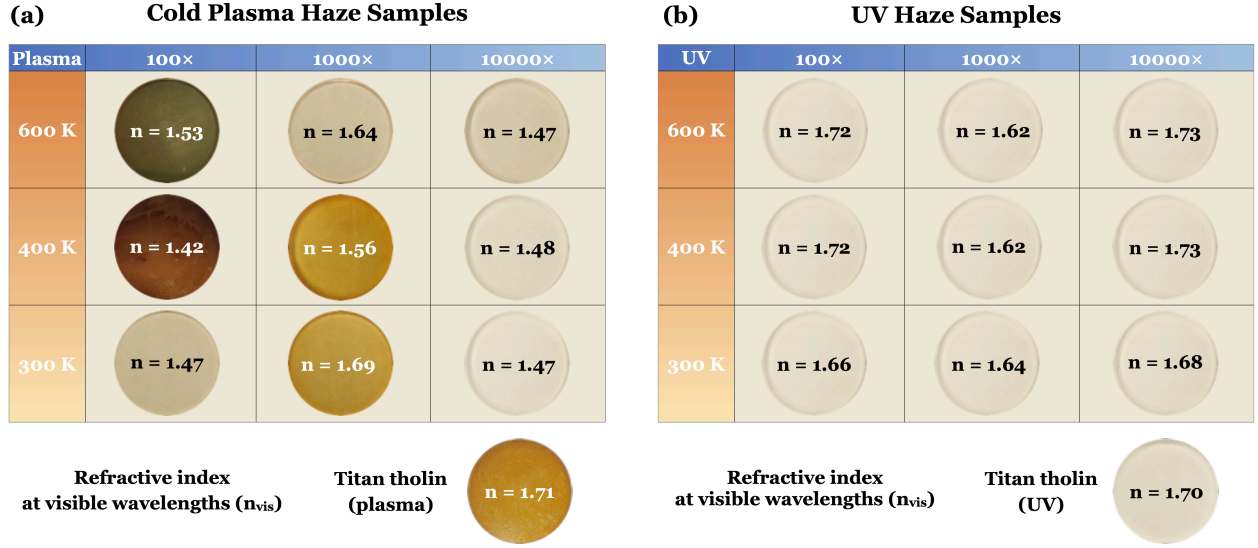 (a) Cold Plasma Haze Samples
Plasma 100× 1000× 10000×
600 K n = 1.53 n = 1.64 n = 1.47
400 K n = 1.42 n = 1.56 n = 1.48
300 K n = 1.47 n = 1.69 n = 1.47
Refractive index
at visible wavelengths (nvis)
Titan tholin
(plasma)
n = 1.71
(b) UV Haze Samples
UV 100× 1000× 10000×
600 K n = 1.72 n = 1.62 n = 1.73
400 K n = 1.72 n = 1.62 n = 1.73
300 K n = 1.66 n = 1.64 n = 1.68
Refractive index
at visible wavelengths (nvis)
Titan tholin
(UV)
n = 1.70